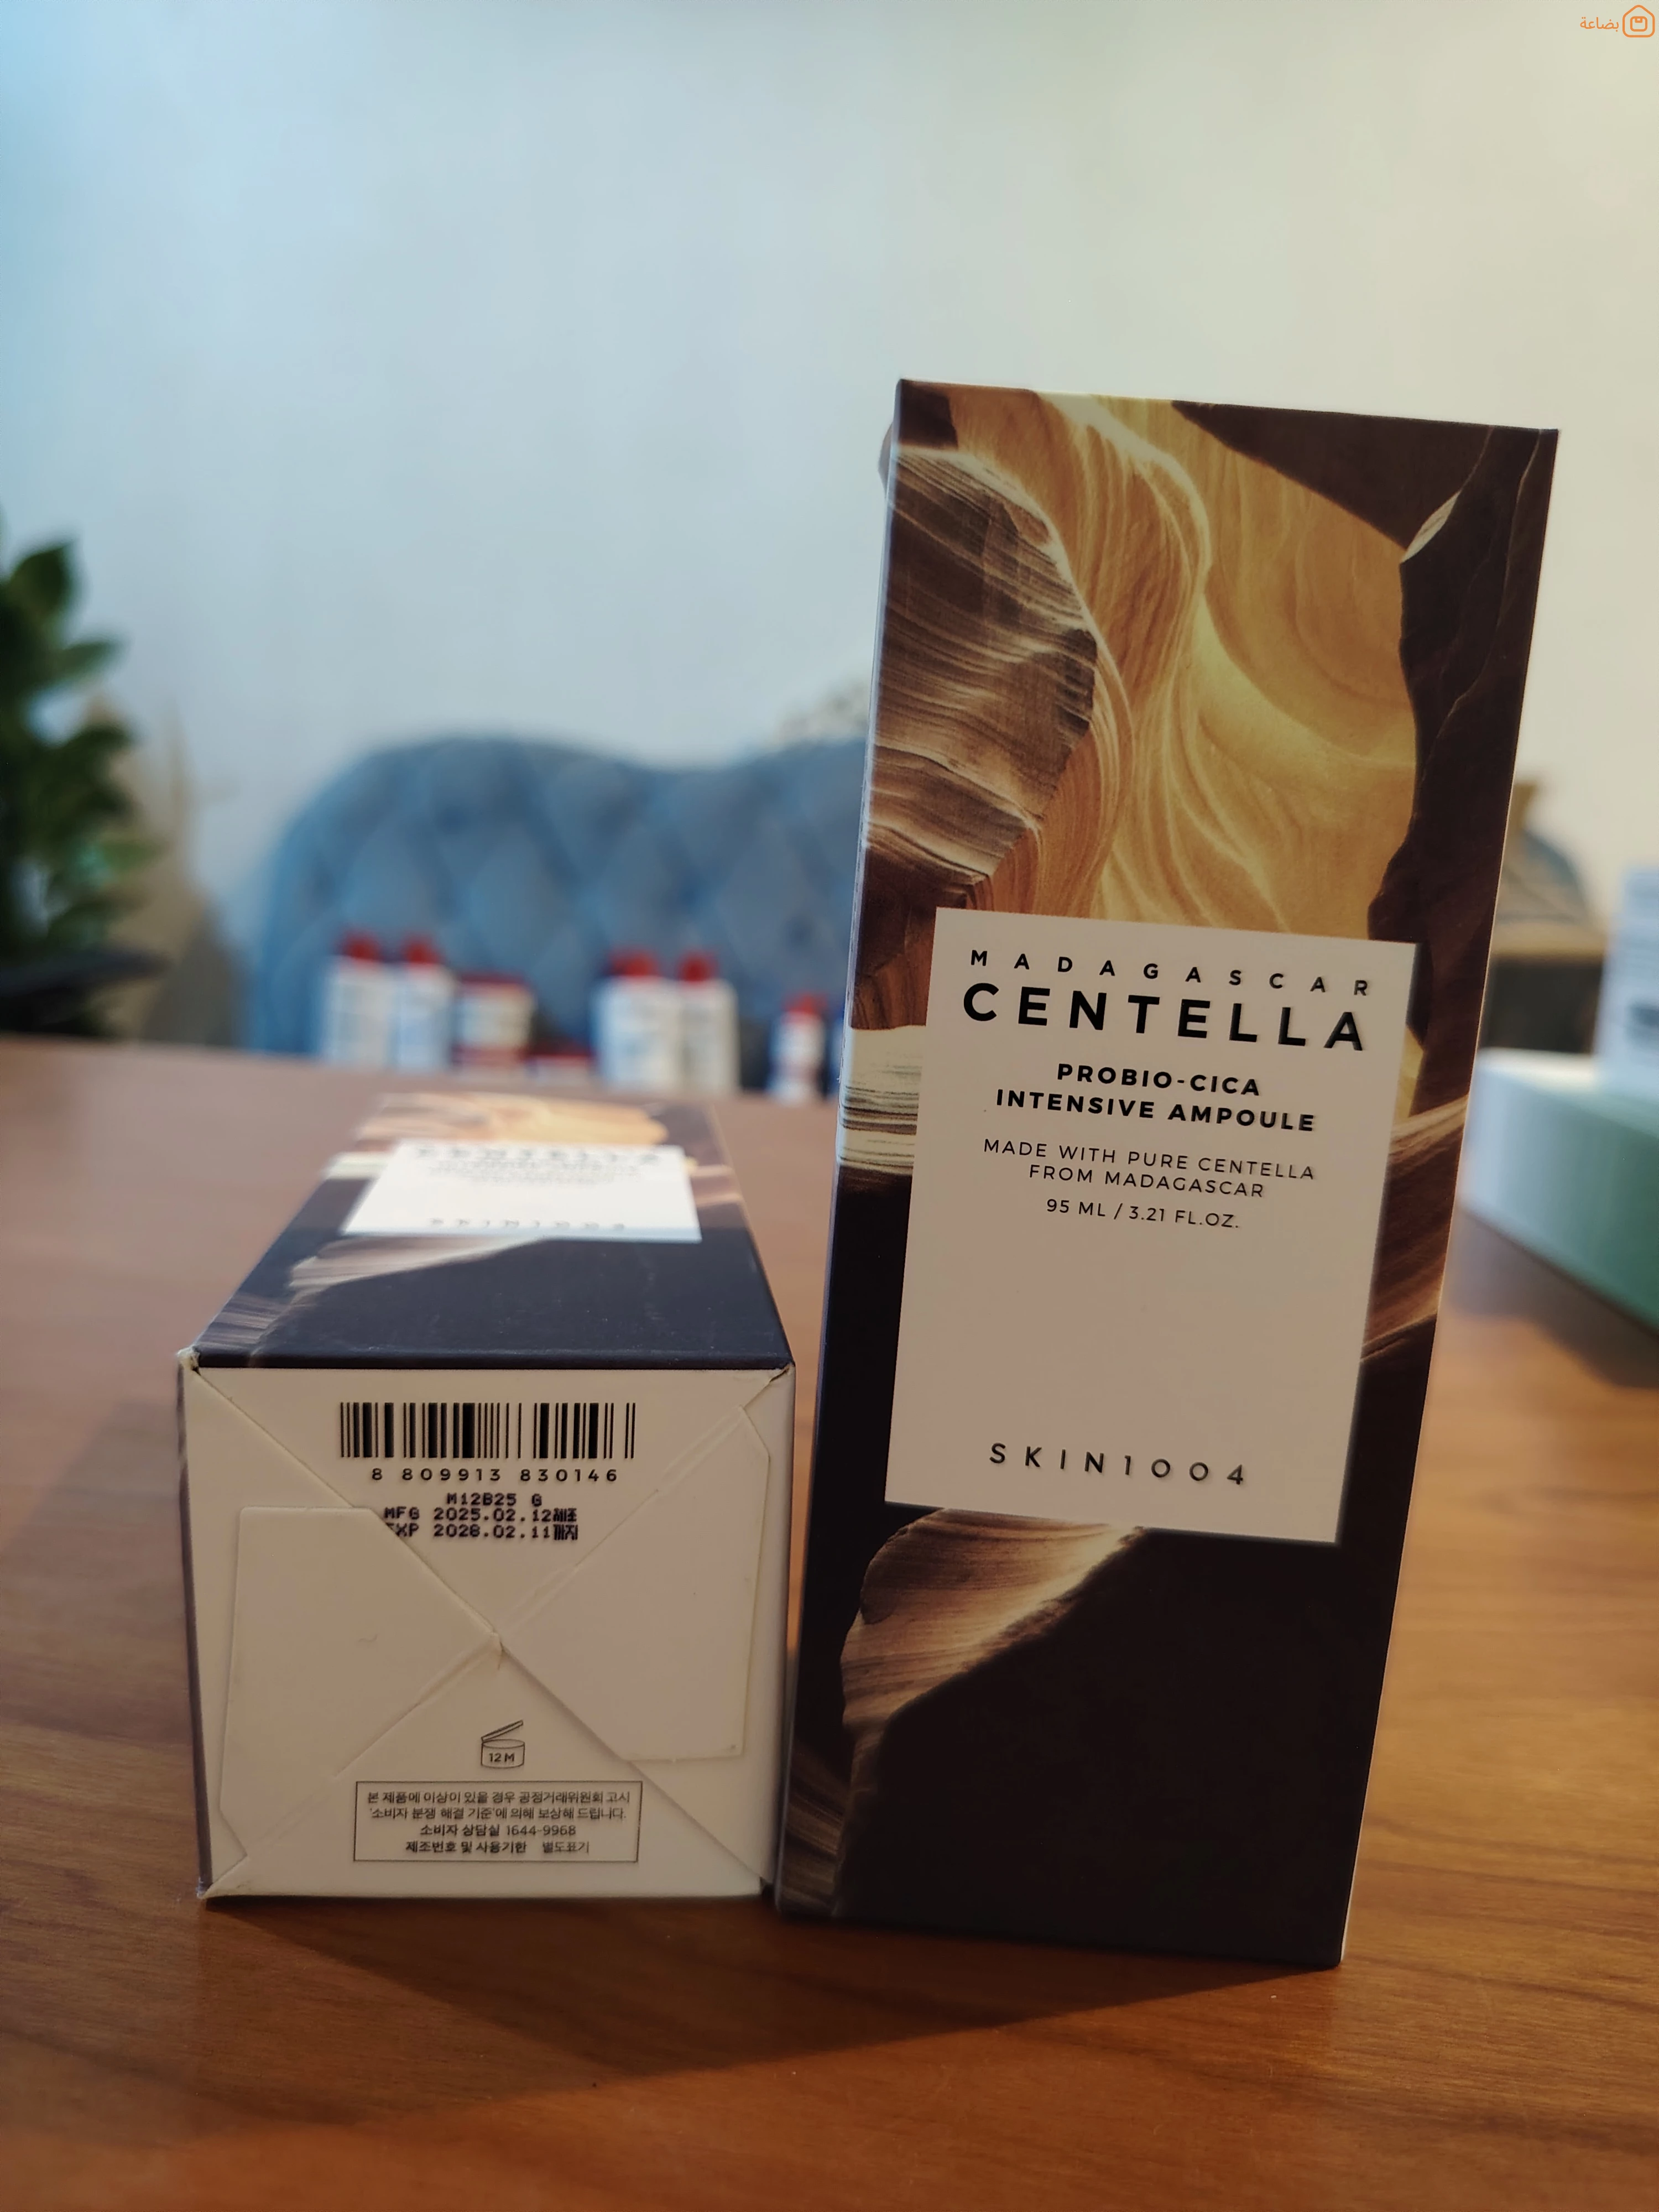 بضاعة
MADAGASCAR
CENTELLA
PROBIO-CICA
INTENSIVE AMPOULE
MADE WITH PURE CENTELLA
FROM MADAGASCAR
95 ML / 3.21 FL.OZ.
SKIN1004
CENTELLA
SKIN1004
8 809913 830146
M12B25 G
MFG 2025.02.12제조
EXP 2028.02.11까지
12M
본 제품에 이상이 있을 경우 공정거래위원회 고시
'소비자 분쟁 해결 기준'에 의해 보상해 드립니다.
소비자 상담실 1644-9968
제조번호 및 사용기한 별도표기